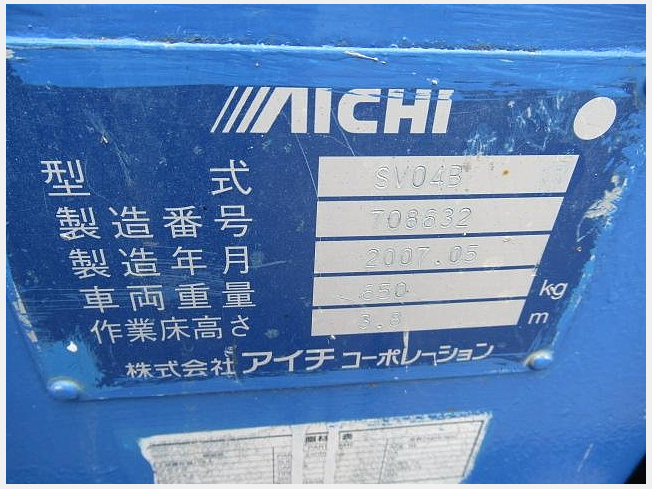 AICHI
型式 SV04B
製造番号 708632
製造年月 2007.05
車両重量 850 kg
作業床高さ 3.8 m
株式会社 アイチ コーポレーション